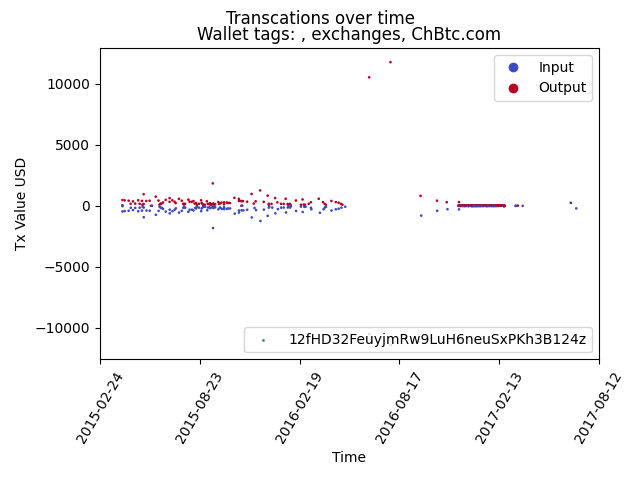 Transcations over time
Wallet tags: , exchanges, ChBtc.com
Input
Output
10000
5000
0
−5000
−10000
Tx Value USD
12fHD32FeuyjmRw9LuH6neuSxPKh3B124z
2015-02-24
2015-08-23
2016-02-19
2016-08-17
2017-02-13
2017-08-12
Time